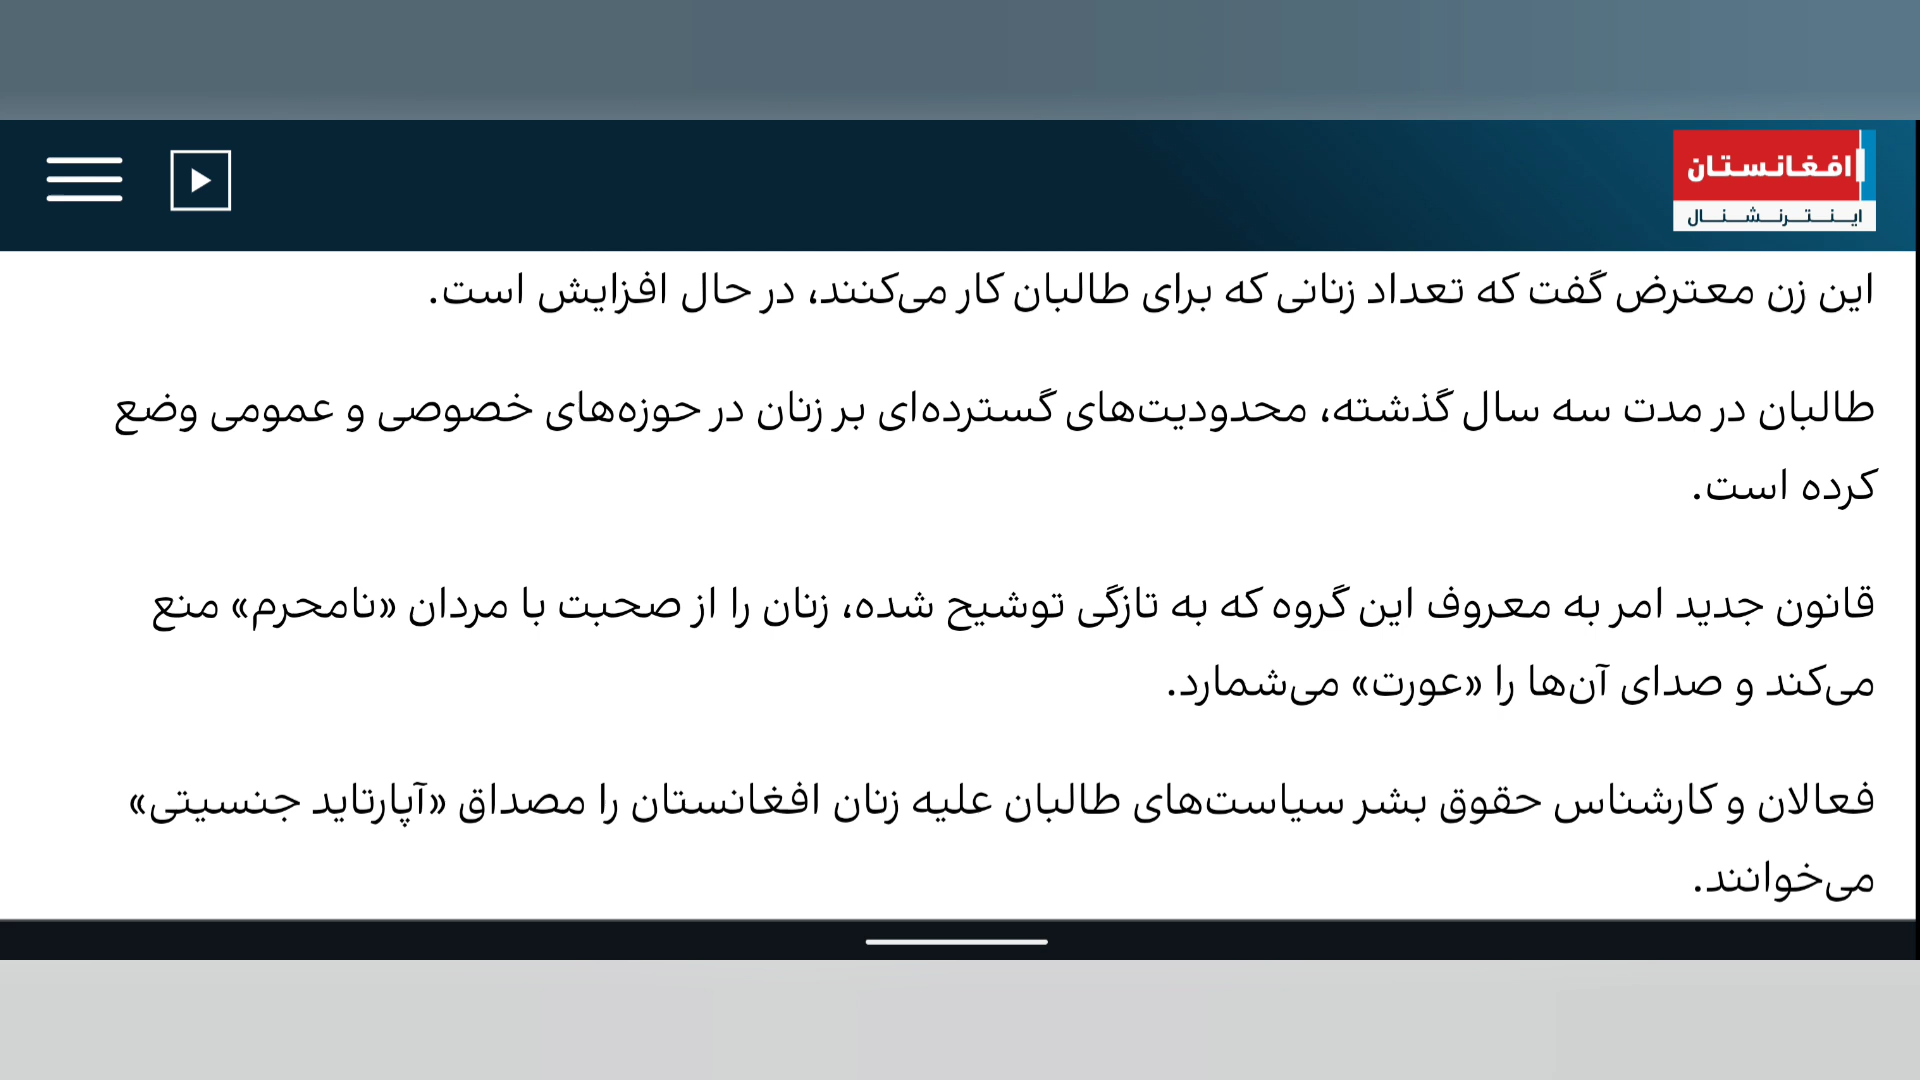 افغانستان
اینترنشنال
این زن معترض گفت که تعداد زنانی که برای طالبان کار می‌کنند، در حال افزایش است.
طالبان در مدت سه سال گذشته، محدودیت‌های گسترده‌ای بر زنان در حوزه‌های خصوصی و عمومی وضع
کرده است.
قانون جدید امر به معروف این گروه که به تازگی توشیح شده، زنان را از صحبت با مردان «نامحرم» منع
می‌کند و صدای آن‌ها را «عورت» می‌شمارد.
فعالان و کارشناس حقوق بشر سیاست‌های طالبان علیه زنان افغانستان را مصداق «آپارتاید جنسیتی»
می‌خوانند.